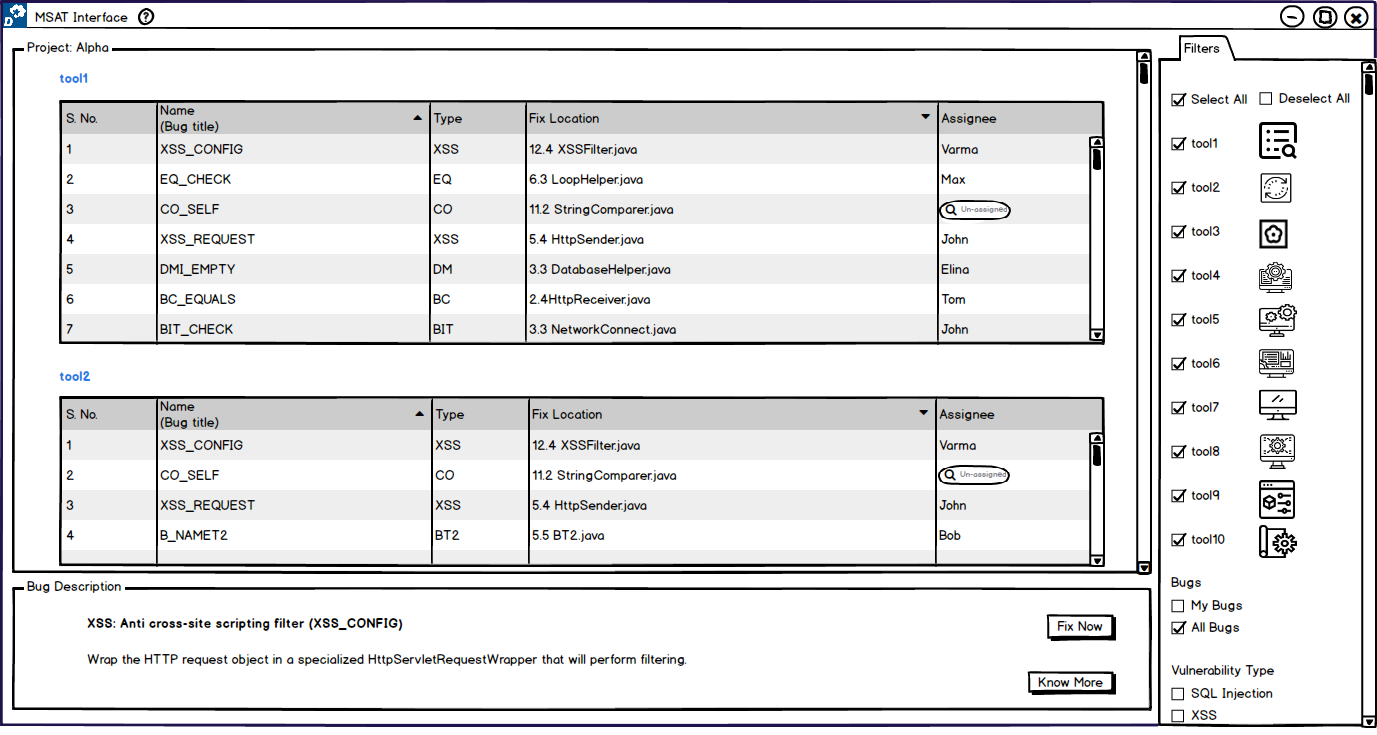 MSAT Interface ?
Project: Alpha
tool1
S. No. Name (Bug title) Type Fix Location Assignee
1 XSS_CONFIG XSS 12.4 XSSFilter.java Varma
2 EQ_CHECK EQ 6.3 LoopHelper.java Max
3 CO_SELF CO 11.2 StringComparer.java Un-assigned
4 XSS_REQUEST XSS 5.4 HttpSender.java John
5 DMI_EMPTY DM 3.3 DatabaseHelper.java Elina
6 BC_EQUALS BC 2.4HttpReceiver.java Tom
7 BIT_CHECK BIT 3.3 NetworkConnect.java John
tool2
S. No. Name (Bug title) Type Fix Location Assignee
1 XSS_CONFIG XSS 12.4 XSSFilter.java Varma
2 CO_SELF CO 11.2 StringComparer.java Un-assigned
3 XSS_REQUEST XSS 5.4 HttpSender.java John
4 B_NAMET2 BT2 5.5 BT2.java Bob
Bug Description
XSS: Anti cross-site scripting filter (XSS_CONFIG)
Fix Now
Wrap the HTTP request object in a specialized HttpServletRequestWrapper that will perform filtering.
Know More
Filters
Select All Deselect All
tool1
tool2
tool3
tool4
tool5
tool6
tool7
tool8
tool9
tool10
Bugs
My Bugs
All Bugs
Vulnerability Type
SQL Injection
XSS